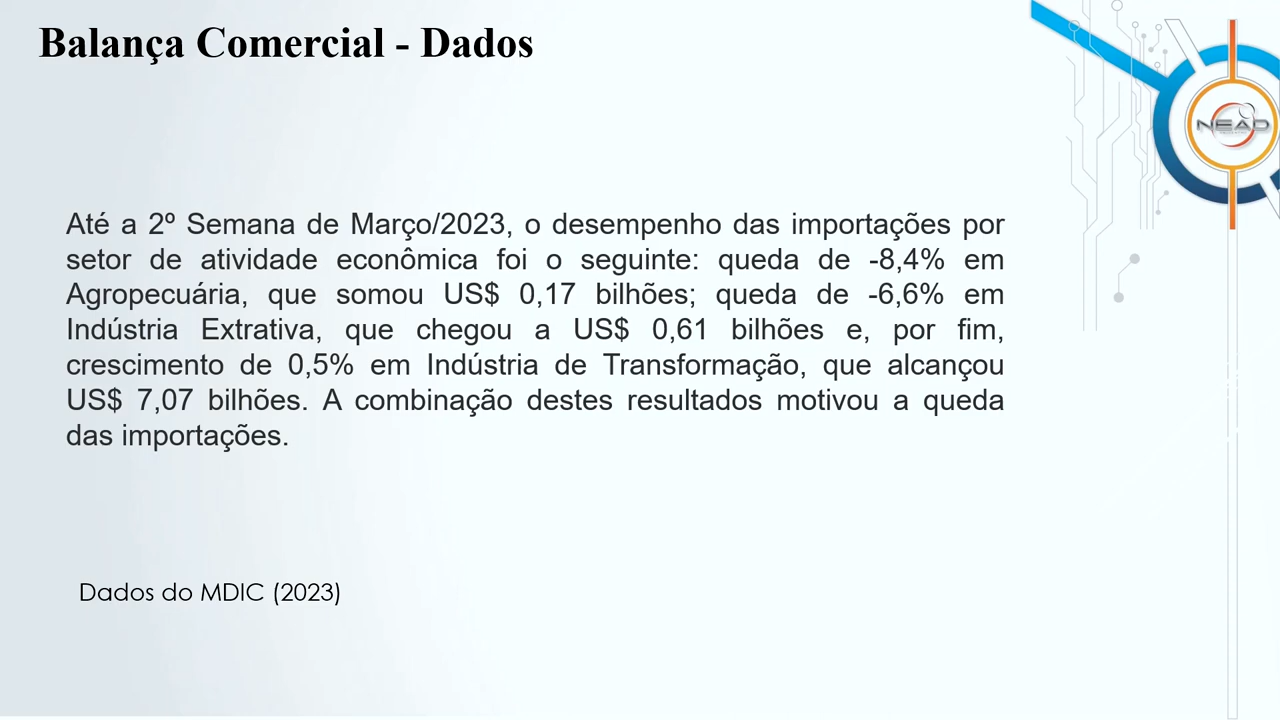 Balança Comercial - Dados
NEAD
Até a 2º Semana de Março/2023, o desempenho das importações por
setor de atividade econômica foi o seguinte: queda de -8,4% em
Agropecuária, que somou US$ 0,17 bilhões; queda de -6,6% em
Indústria Extrativa, que chegou a US$ 0,61 bilhões e, por fim,
crescimento de 0,5% em Indústria de Transformação, que alcançou
US$ 7,07 bilhões. A combinação destes resultados motivou a queda
das importações.
Dados do MDIC (2023)